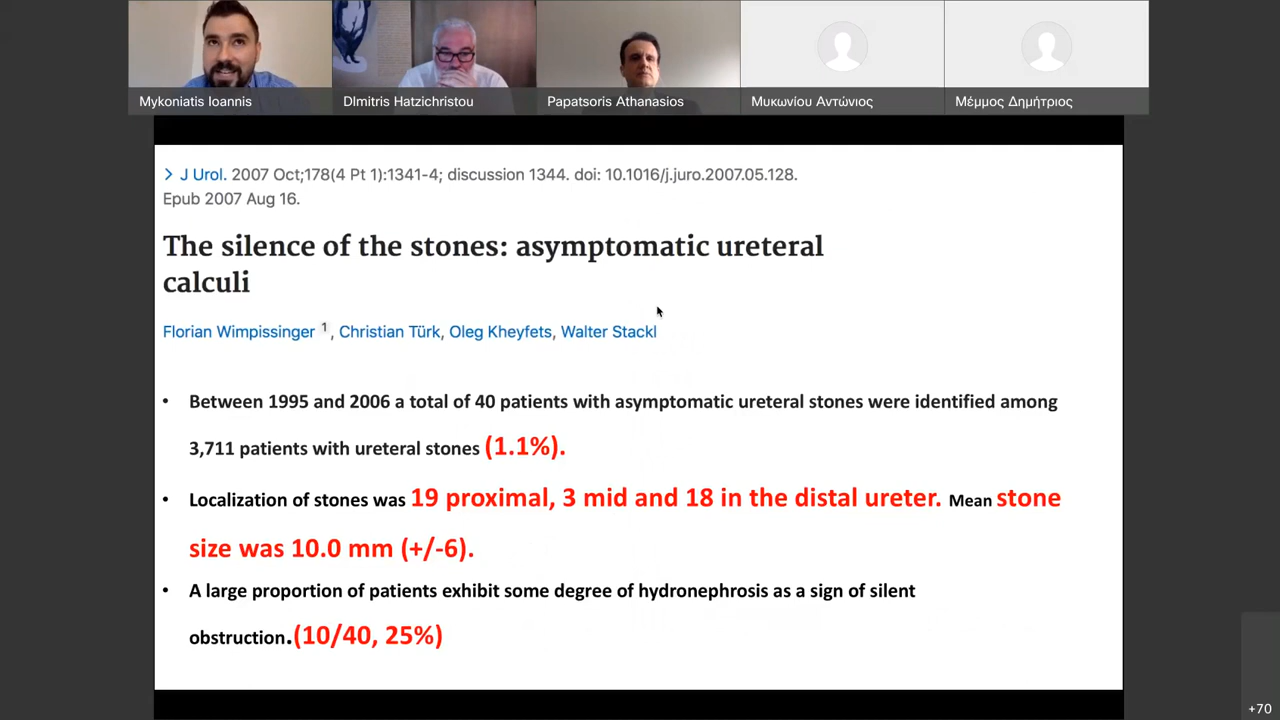 Mykoniatis Ioannis
DImitris Hatzichristou
Papatsoris Athanasios
Μυκωνίου Αντώνιος
Μέμμος Δημήτριος
> J Urol. 2007 Oct;178(4 Pt 1):1341-4; discussion 1344. doi: 10.1016/j.juro.2007.05.128.
Epub 2007 Aug 16.
The silence of the stones: asymptomatic ureteral
calculi
Florian Wimpissinger 1, Christian Türk, Oleg Kheyfets, Walter Stackl
• Between 1995 and 2006 a total of 40 patients with asymptomatic ureteral stones were identified among
3,711 patients with ureteral stones (1.1%).
• Localization of stones was 19 proximal, 3 mid and 18 in the distal ureter. Mean stone
size was 10.0 mm (+/-6).
• A large proportion of patients exhibit some degree of hydronephrosis as a sign of silent
obstruction.(10/40, 25%)
+70